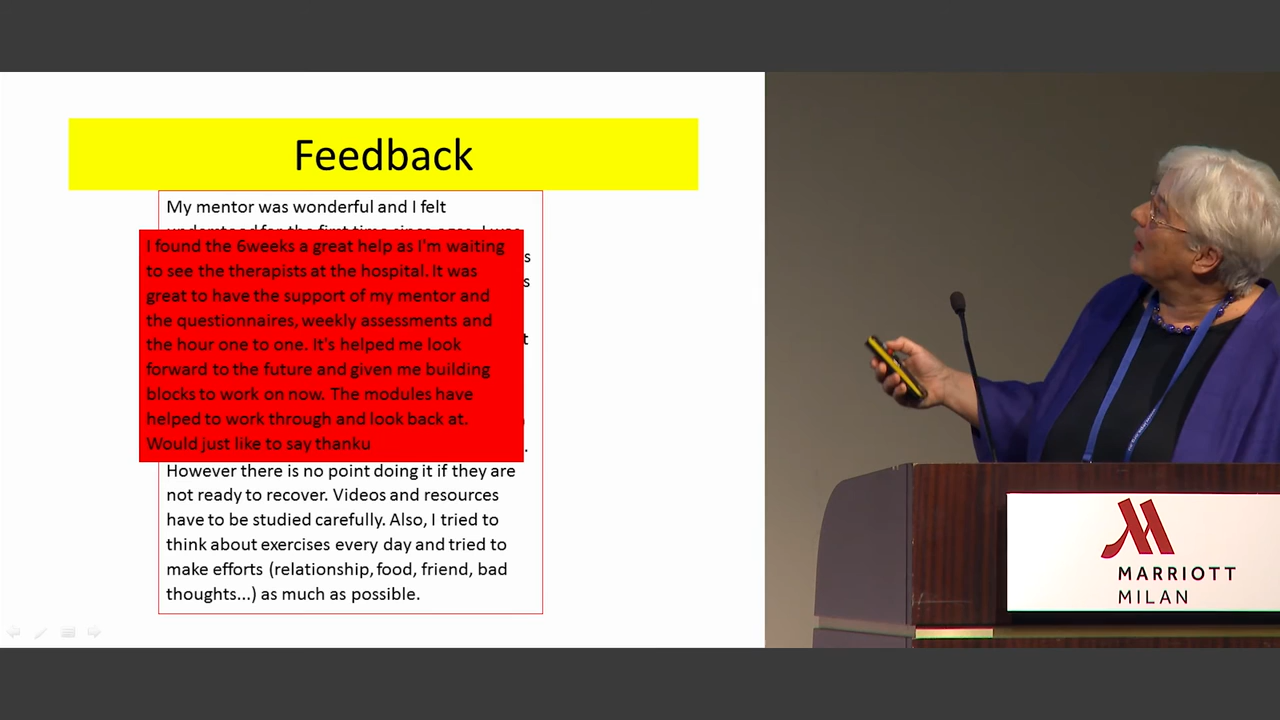 Feedback
My mentor was wonderful and I felt
I found the 6weeks a great help as I'm waiting
to see the therapists at the hospital. It was
great to have the support of my mentor and
the questionnaires, weekly assessments and
the hour one to one. It's helped me look
forward to the future and given me building
blocks to work on now. The modules have
helped to work through and look back at.
Would just like to say thanku
However there is no point doing it if they are
not ready to recover. Videos and resources
have to be studied carefully. Also, I tried to
think about exercises every day and tried to
make efforts (relationship, food, friend, bad
thoughts...) as much as possible.
MARRIOTT
MILAN